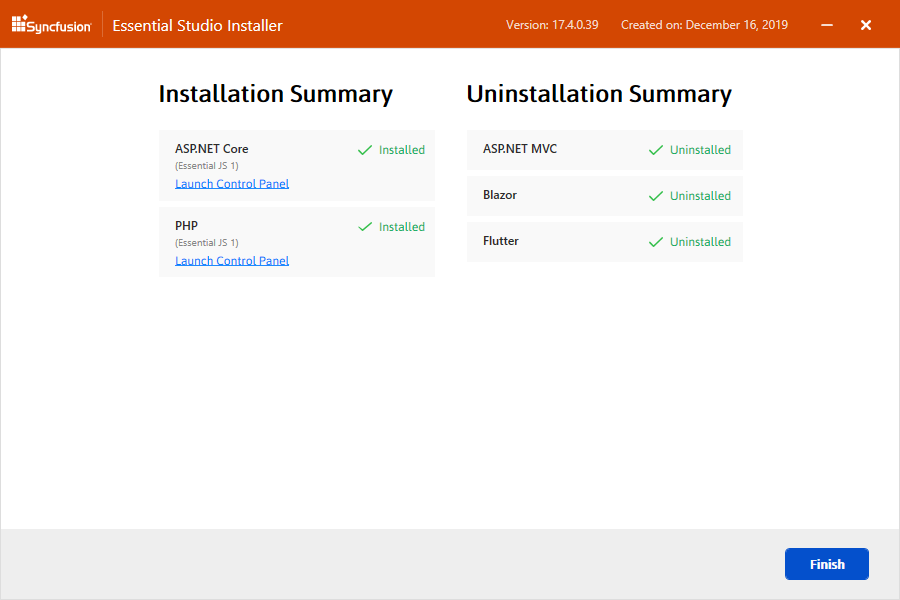 Syncfusion Essential Studio Installer Version: 17.4.0.39 Created on: December 16, 2019
Installation Summary
ASP.NET Core Installed
(Essential JS 1)
Launch Control Panel
PHP Installed
(Essential JS 1)
Launch Control Panel
Uninstallation Summary
ASP.NET MVC Uninstalled
Blazor Uninstalled
Flutter Uninstalled
Finish